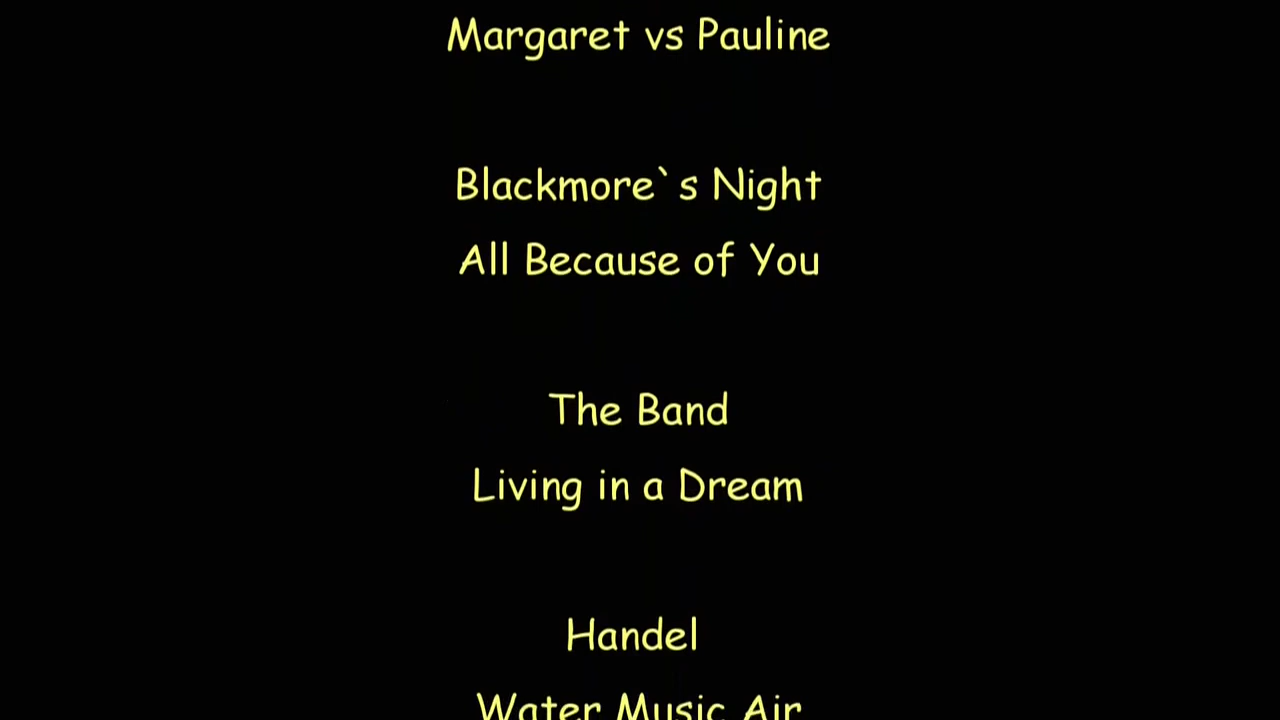 Margaret vs Pauline
Blackmore`s Night
All Because of You
The Band
Living in a Dream
Handel
Water Music Air